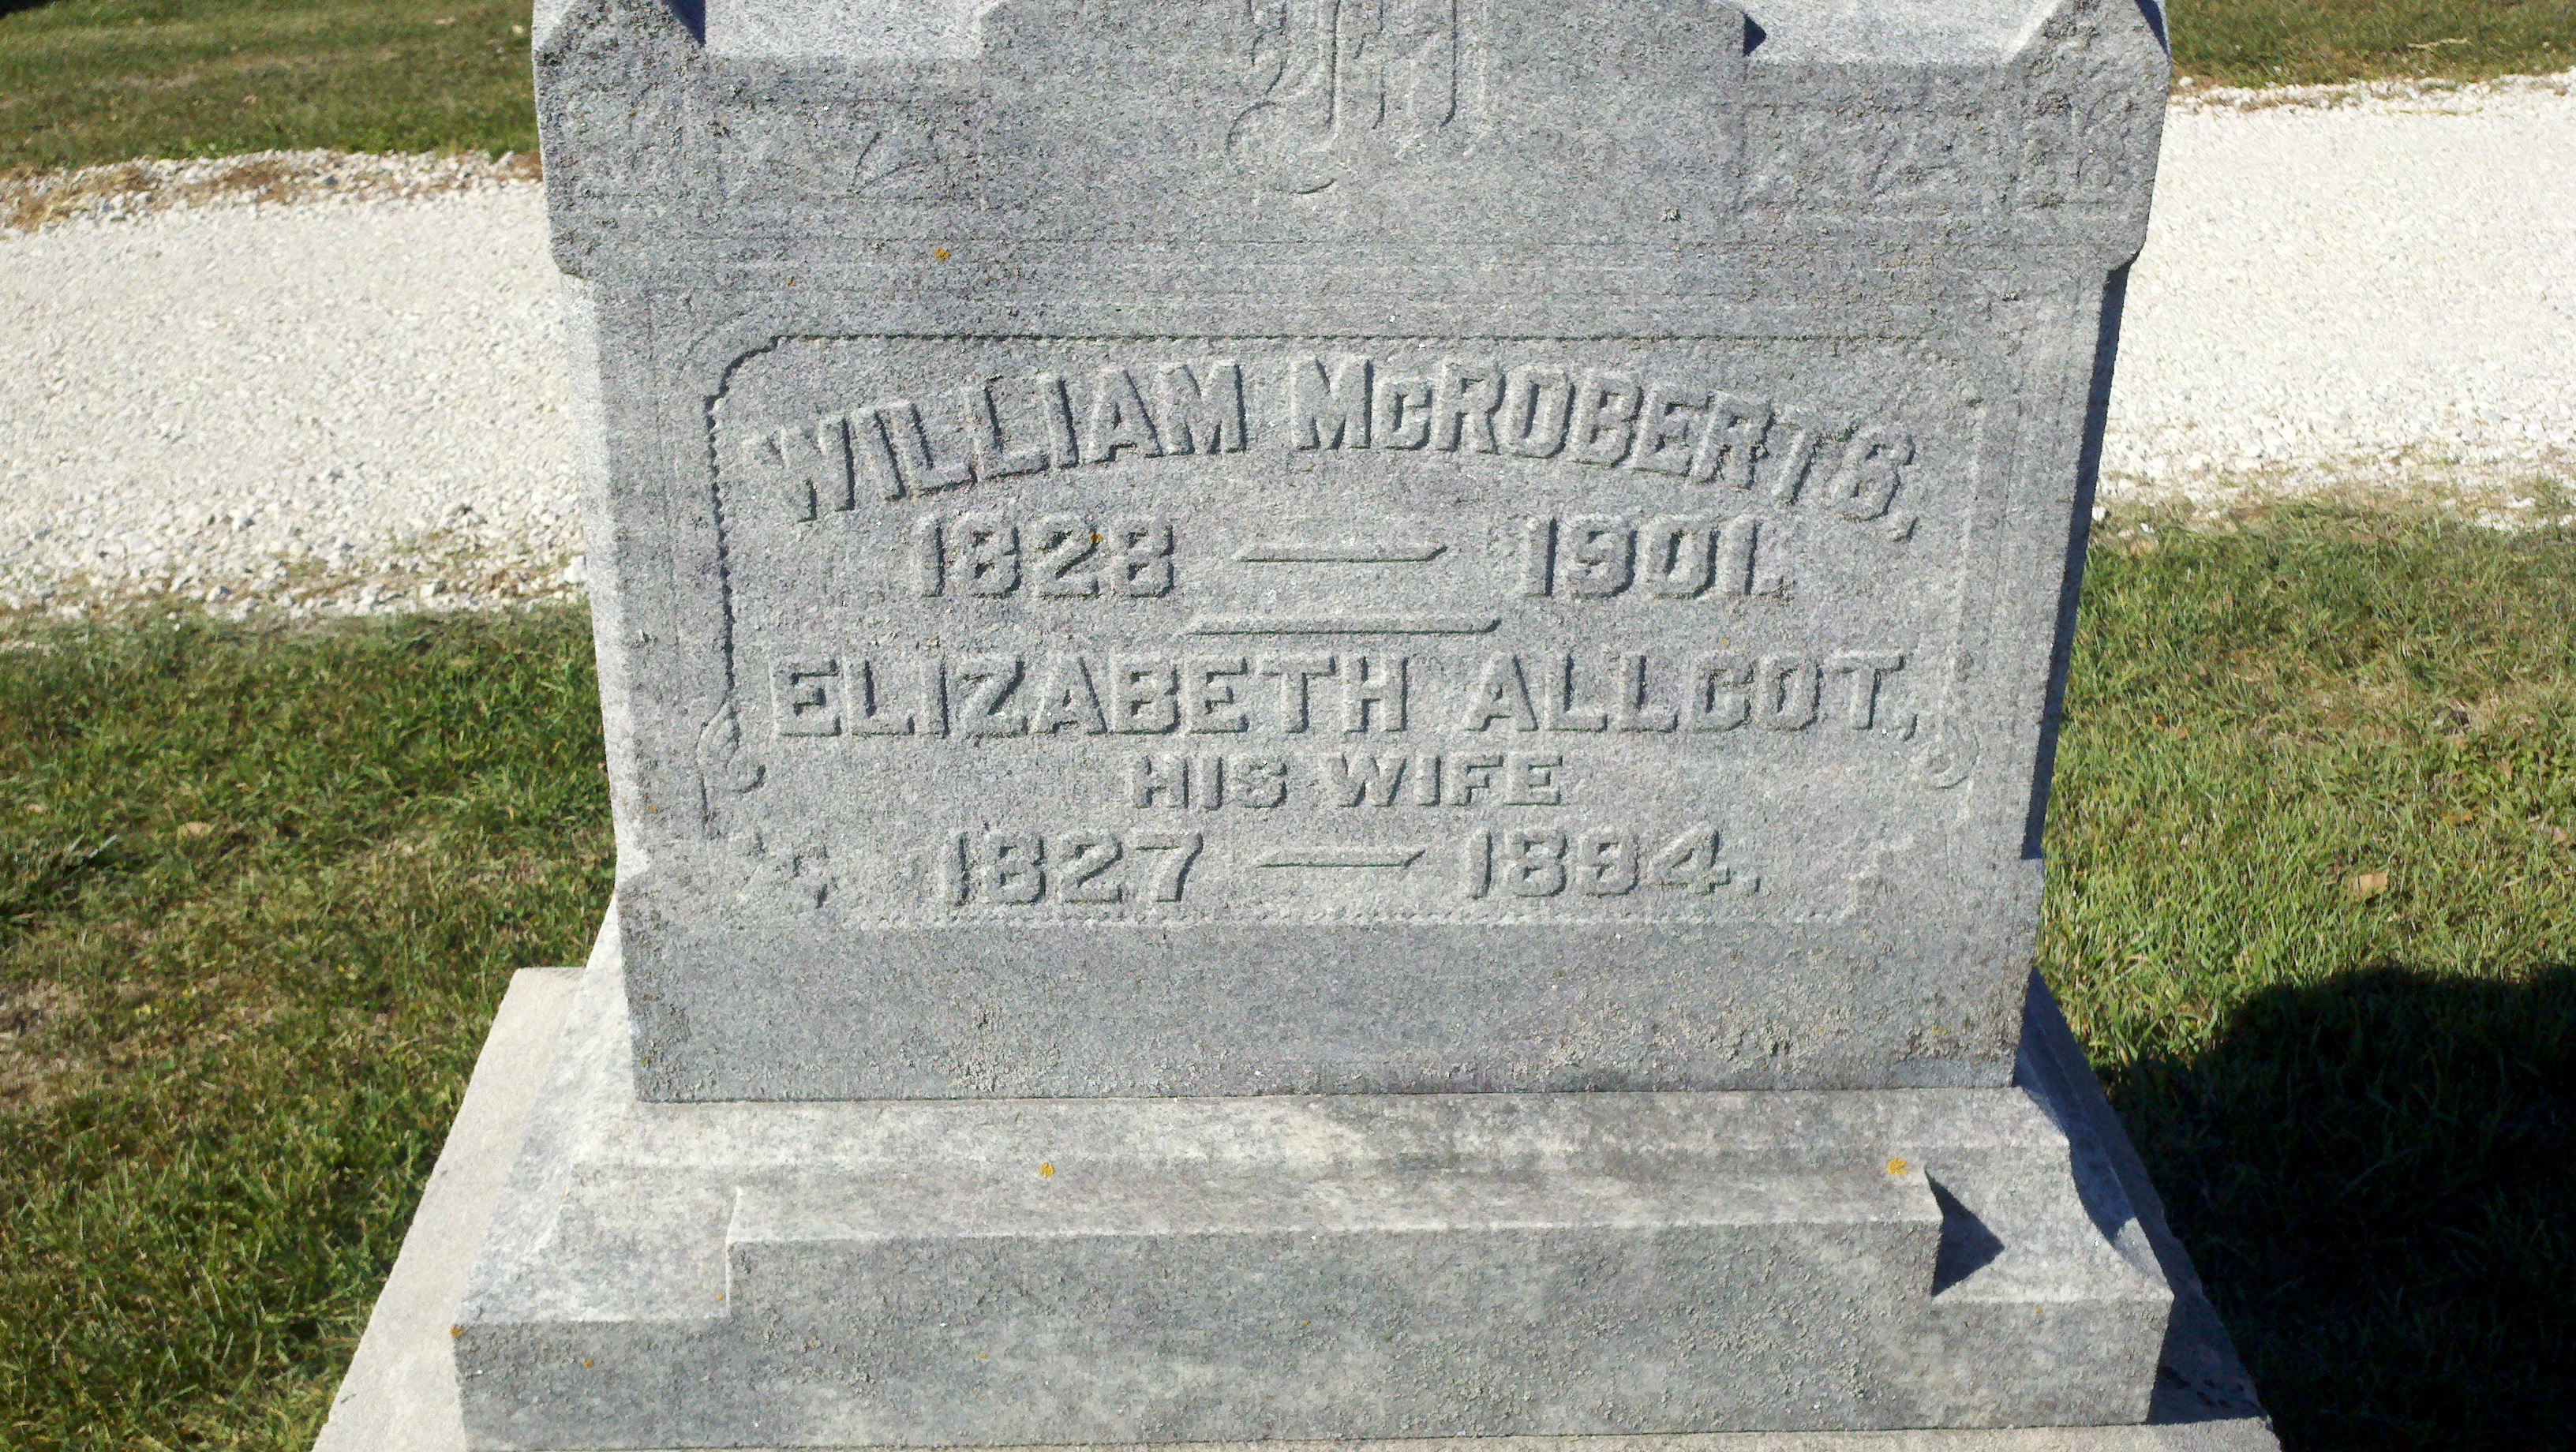 WILLIAM McROBERTS,
1828 — 1901.
ELIZABETH ALLCOT,
HIS WIFE
1827 — 1894.